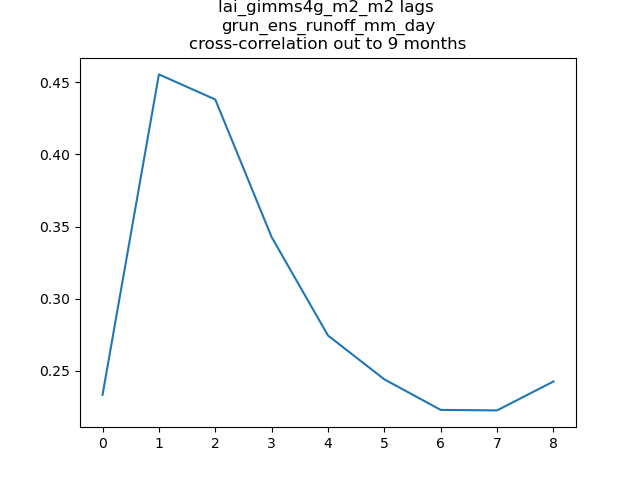 lai_gimms4g_m2_m2 lags
grun_ens_runoff_mm_day
cross-correlation out to 9 months
0.45
0.40
0.35
0.30
0.25
0 1 2 3 4 5 6 7 8